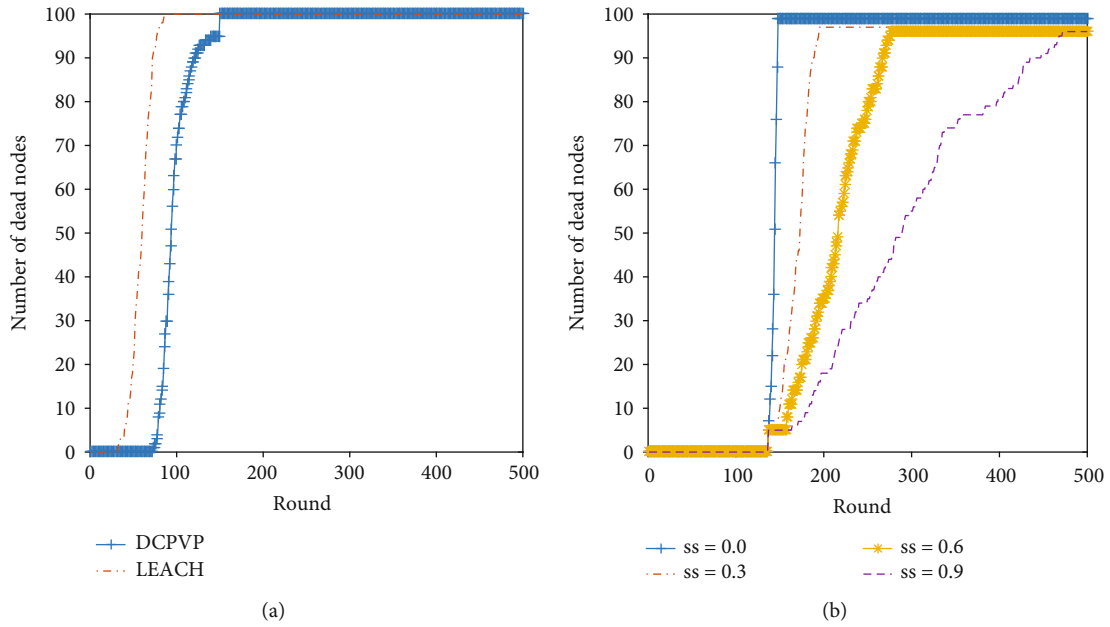 100
90
80
70
60
50
40
30
20
10
0
Number of dead nodes
0 100 200 300 400 500
Round
DCPVP
LEACH
(a)
100
90
80
70
60
50
40
30
20
10
0
Number of dead nodes
0 100 200 300 400 500
Round
ss = 0.0
ss = 0.3
ss = 0.6
ss = 0.9
(b)